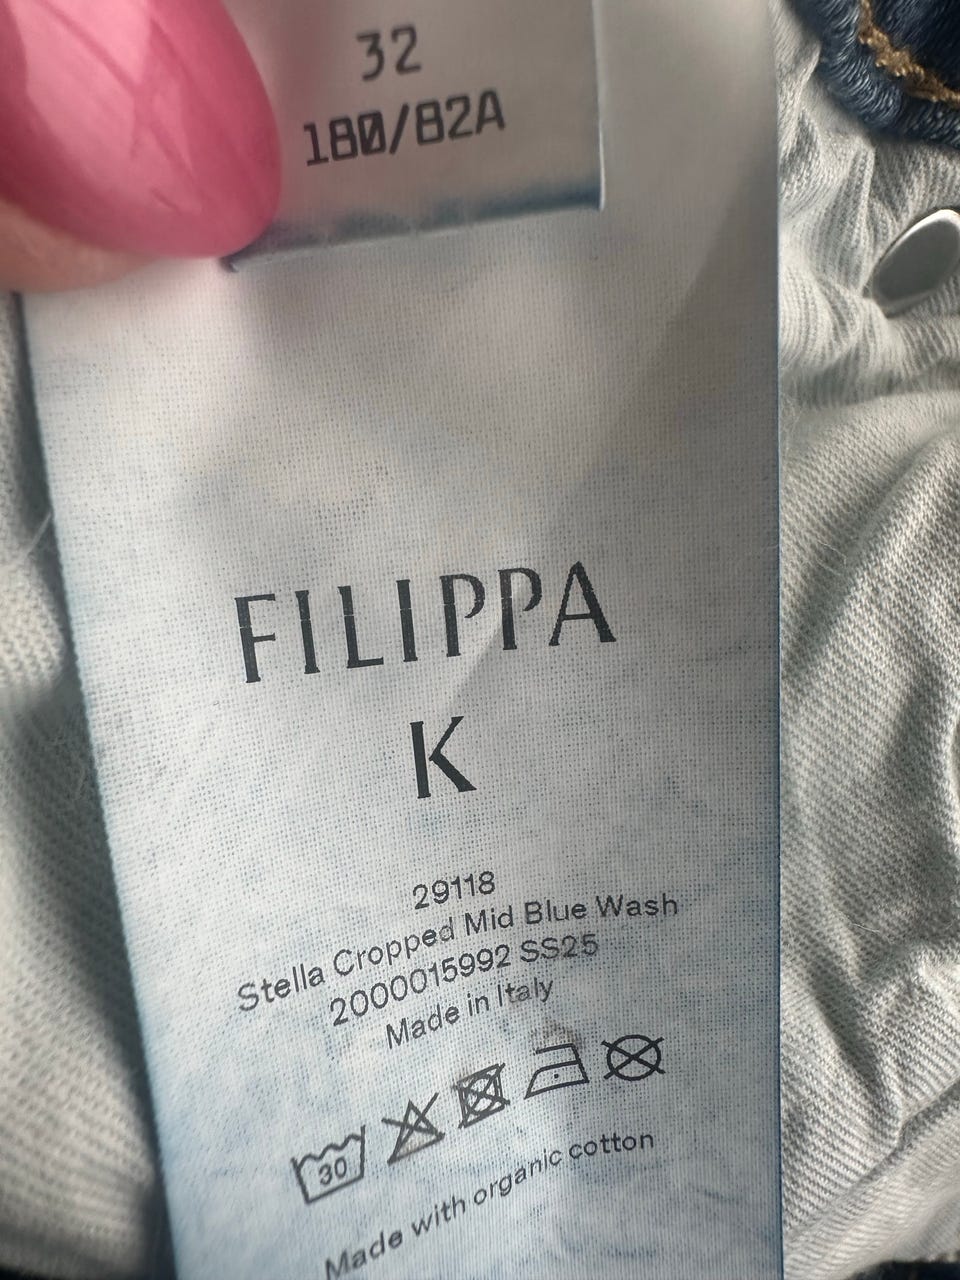 32
180/82A
FILIPPA
K
29118
Stella Cropped Mid Blue Wash
2000015992 SS25
Made in Italy
30
Made with organic cotton